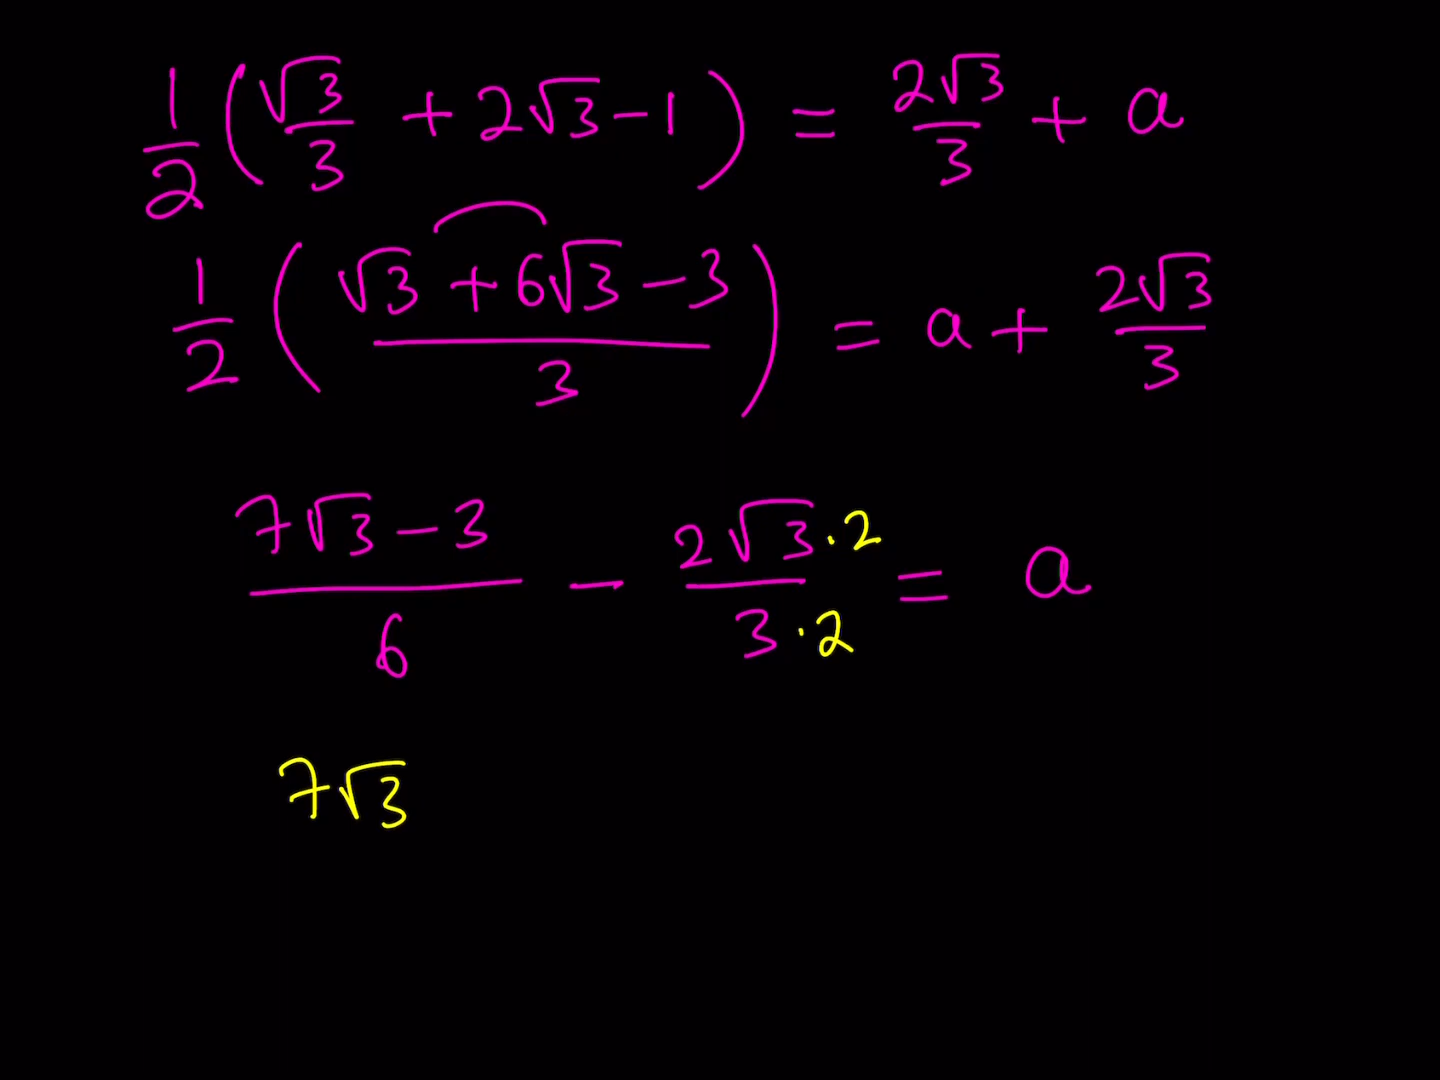 1/2 (√3/3 + 2√3 - 1) = 2√3/3 + a
1/2 ((√3 + 6√3 - 3)/3) = a + 2√3/3
(7√3 - 3)/6 - (2√3 · 2)/(3 · 2) = a
7√3